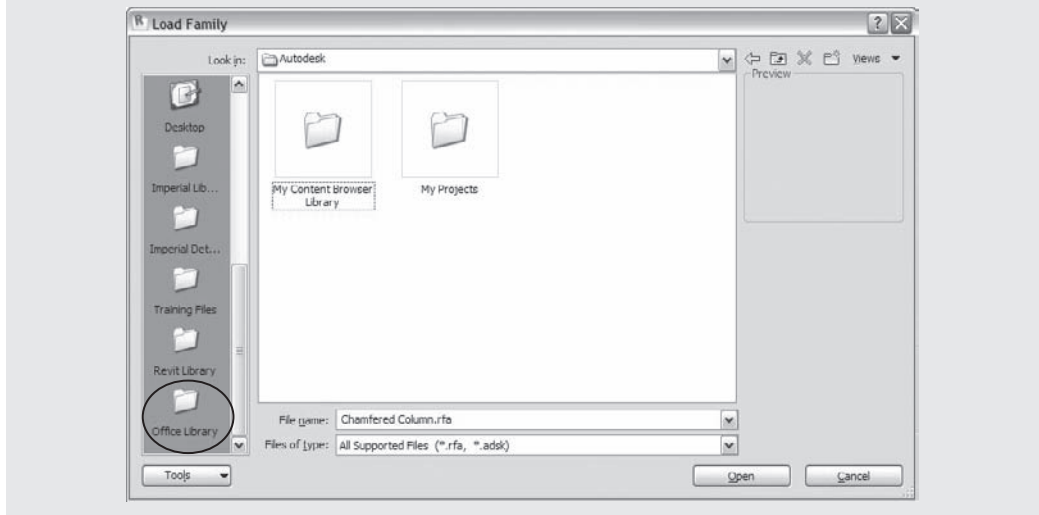 Load Family
Look in:
Autodesk
Views
Preview
Desktop
Imperial Lib...
Imperial Det...
Training Files
Revit Library
Office Library
My Content Browser
Library
My Projects
File name:
Chamfered Column.rfa
Files of type:
All Supported Files (*.rfa, *.adsk)
Tools
Open
Cancel